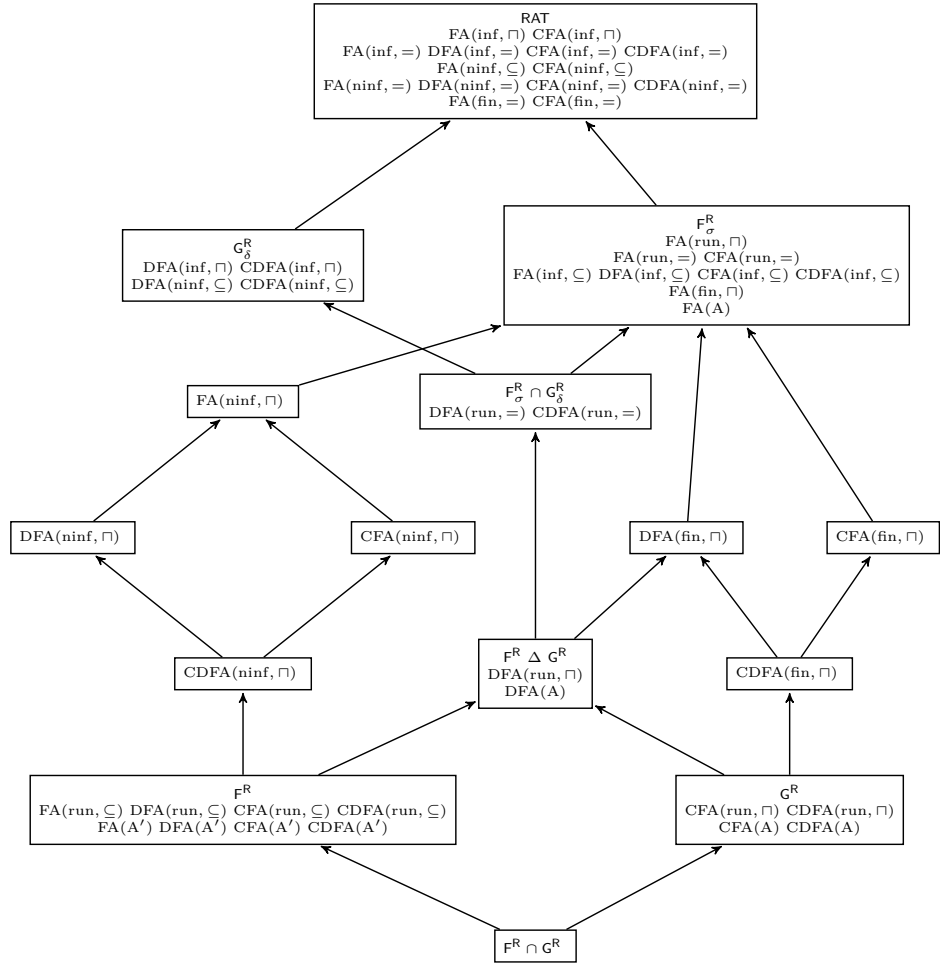 RAT
FA(inf, ⊓) CFA(inf, ⊓)
FA(inf, =) DFA(inf, =) CFA(inf, =) CDFA(inf, =)
FA(ninf, ⊆) CFA(ninf, ⊆)
FA(ninf, =) DFA(ninf, =) CFA(ninf, =) CDFA(ninf, =)
FA(fin, =) CFA(fin, =)
F^R_σ
FA(run, ⊓)
FA(run, =) CFA(run, =)
FA(inf, ⊆) DFA(inf, ⊆) CFA(inf, ⊆) CDFA(inf, ⊆)
FA(fin, ⊓)
FA(A)
G^R_δ
DFA(inf, ⊓) CDFA(inf, ⊓)
DFA(ninf, ⊆) CDFA(ninf, ⊆)
F^R_σ ∩ G^R_δ
DFA(run, =) CDFA(run, =)
FA(ninf, ⊓)
DFA(ninf, ⊓)
CFA(ninf, ⊓)
DFA(fin, ⊓)
CFA(fin, ⊓)
CDFA(ninf, ⊓)
F^R Δ G^R
DFA(run, ⊓)
DFA(A)
CDFA(fin, ⊓)
F^R
FA(run, ⊆) DFA(run, ⊆) CFA(run, ⊆) CDFA(run, ⊆)
FA(A′) DFA(A′) CFA(A′) CDFA(A′)
G^R
CFA(run, ⊓) CDFA(run, ⊓)
CFA(A) CDFA(A)
F^R ∩ G^R